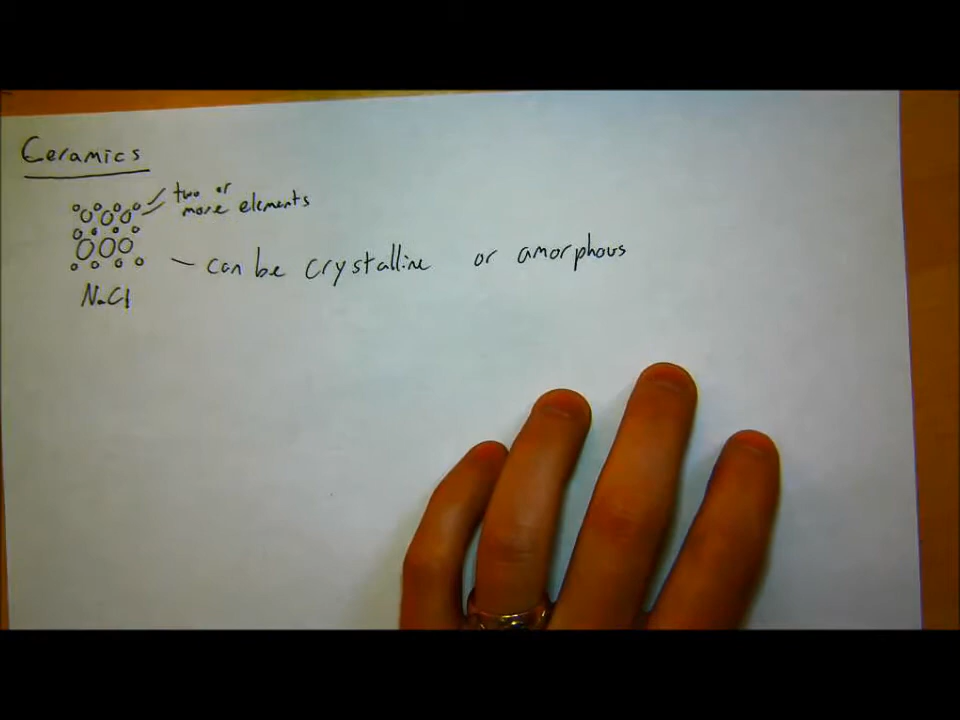 Ceramics
two or
more elements
- can be crystalline or amorphous
NaCl